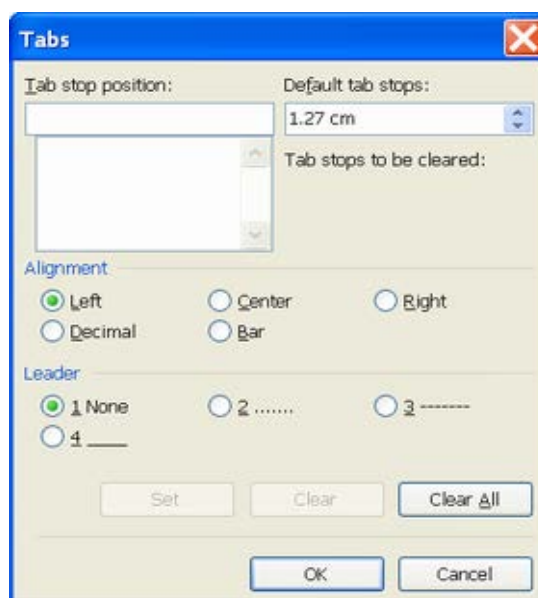 Tabs
Tab stop position: Default tab stops:
1.27 cm
Tab stops to be cleared:
Alignment
Left Center Right
Decimal Bar
Leader
1 None 2 ....... 3 -------
4 ____
Set Clear Clear All
OK Cancel